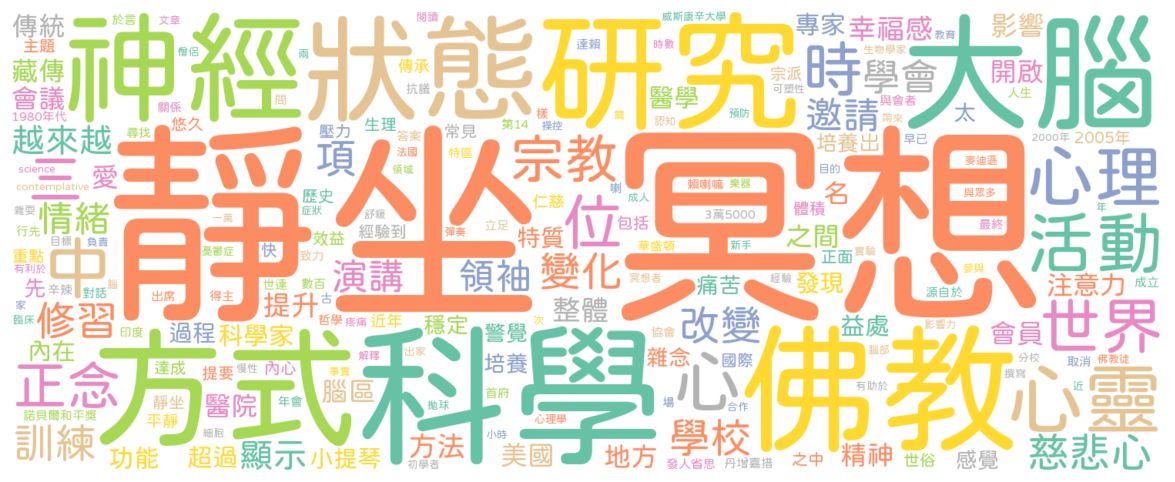 傳統
於言
文章
神經
狀態
研究
威斯康辛大學
專家
幸福感
影響
大腦
主題
僧侶
兩
閱讀
達賴
時數
教育
藏傳
傳承
時
生物學家
學會
開啟
會議
1980年代
關係
問
抗議
醫學
宗派
可塑性
邀請
與會者
人生
越來越
悠久
尋找
壓力
生理
答案
常見
第14
樣
操控
篇
認知
預防
培養出
太
帶來
早已
2000年
2005年
science
contemplative
三
愛
靜坐
冥想
項
法國
特區
領域
宗教
賴喇嘛
樂器
3萬5000
目的
名
麥迪遜
與眾多
最終
心理
雜耍
行先
情緒
歷史
症狀
一萬
舒緩
經驗到
仁慈
喇
成人
位
包括
體積
之間
年
活動
重點
有利於
目標
負責
中
憂鬱症
快
效益
致力
彈奏
立足
特質
華盛頓
新手
正面
實驗
先
辛辣
對話
出席
得主
世達
數百
演講
領袖
變化
冥想者
痛苦
經驗
發現
參與
源自於
注意力
成立
家
臨床
腦
修習
提升
古
哲學
疼痛
近年
穩定
次
整體
協會
改變
益處
影響力
會員
世界
印度
過程
科學家
警覺
內在
方式
科學
解釋
出家
雜念
國際
腦部
佛教
分校
取消
佛教徒
正念
達成
提要
慢性
內心
事實
腦區
培養
首府
心
有助於
撰寫
近
心靈
諾貝爾和平獎
靜坐
平靜
醫院
年會
拋球
心理學
場
合作
訓練
細胞
小時
方法
初學者
學校
功能
超過
顯示
小提琴
美國
地方
發人省思
丹增嘉措
之中
精神
世俗
感覺
慈悲心